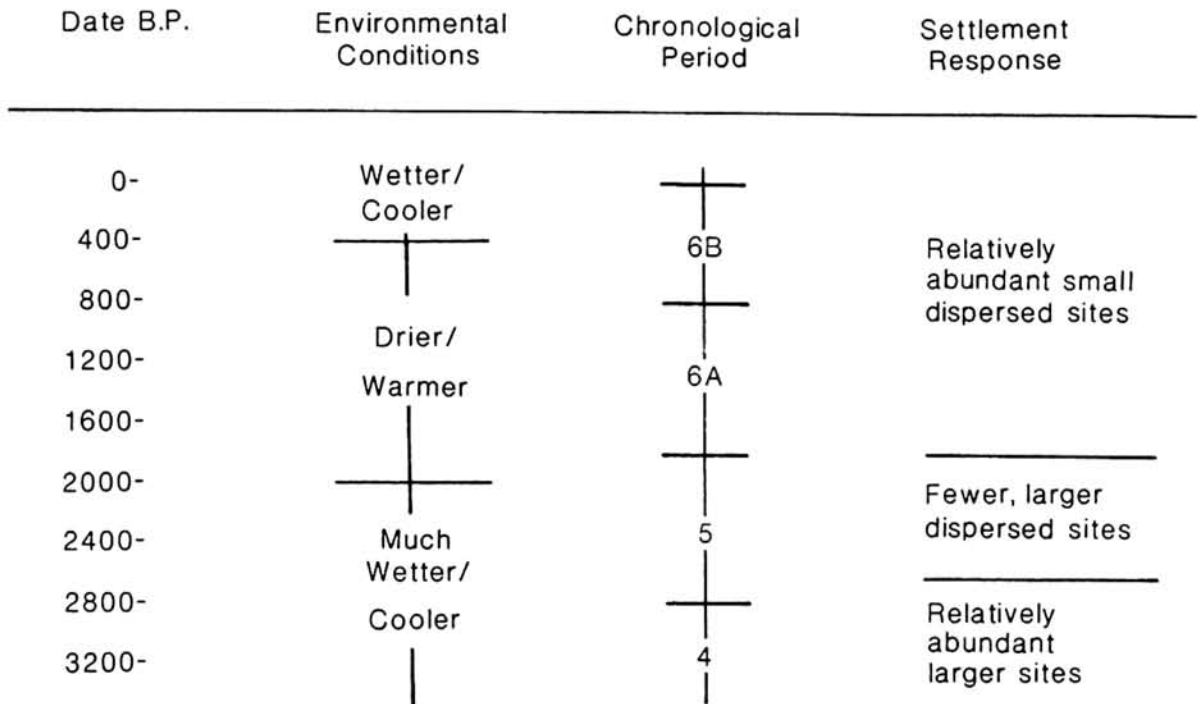 Date B.P.
Environmental
Conditions
Chronological
Period
Settlement
Response
0-
400-
800-
1200-
1600-
2000-
2400-
2800-
3200-
Wetter/
Cooler
Drier/
Warmer
Much
Wetter/
Cooler
6B
6A
5
4
Relatively
abundant small
dispersed sites
Fewer, larger
dispersed sites
Relatively
abundant
larger sites